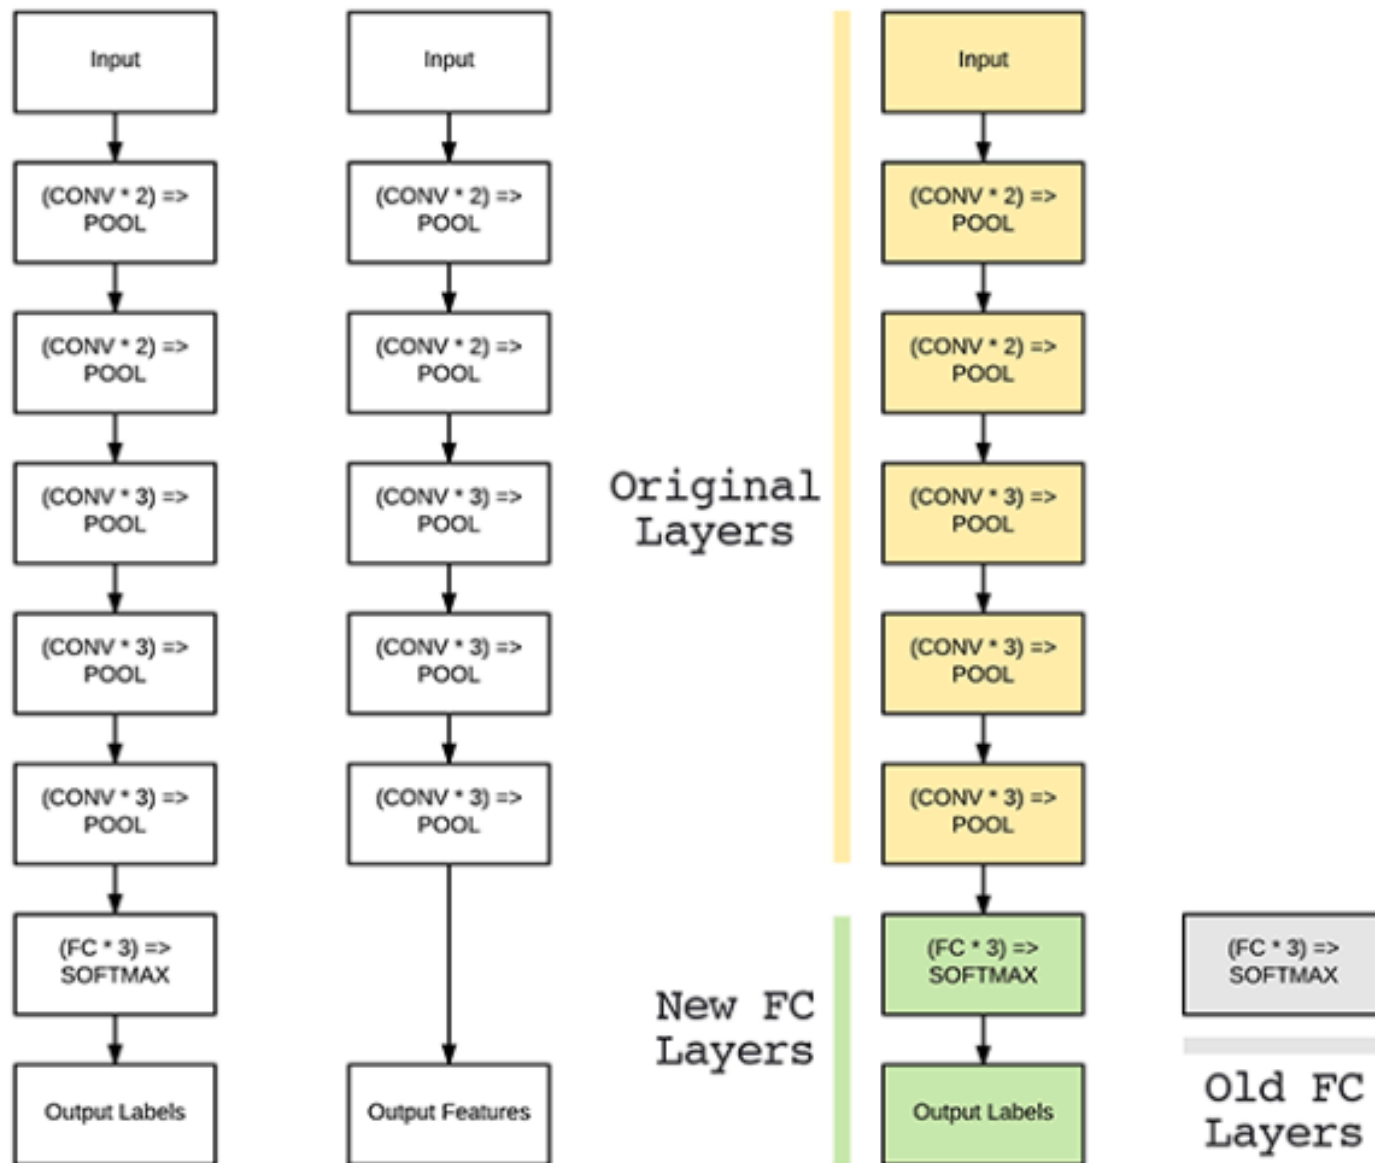 Input
(CONV * 2) =>
POOL
(CONV * 2) =>
POOL
(CONV * 3) =>
POOL
(CONV * 3) =>
POOL
(CONV * 3) =>
POOL
(FC * 3) =>
SOFTMAX
Output Labels
Input
(CONV * 2) =>
POOL
(CONV * 2) =>
POOL
(CONV * 3) =>
POOL
(CONV * 3) =>
POOL
(CONV * 3) =>
POOL
Output Features
Original
Layers
New FC
Layers
Input
(CONV * 2) =>
POOL
(CONV * 2) =>
POOL
(CONV * 3) =>
POOL
(CONV * 3) =>
POOL
(CONV * 3) =>
POOL
(FC * 3) =>
SOFTMAX
Output Labels
(FC * 3) =>
SOFTMAX
Old FC
Layers